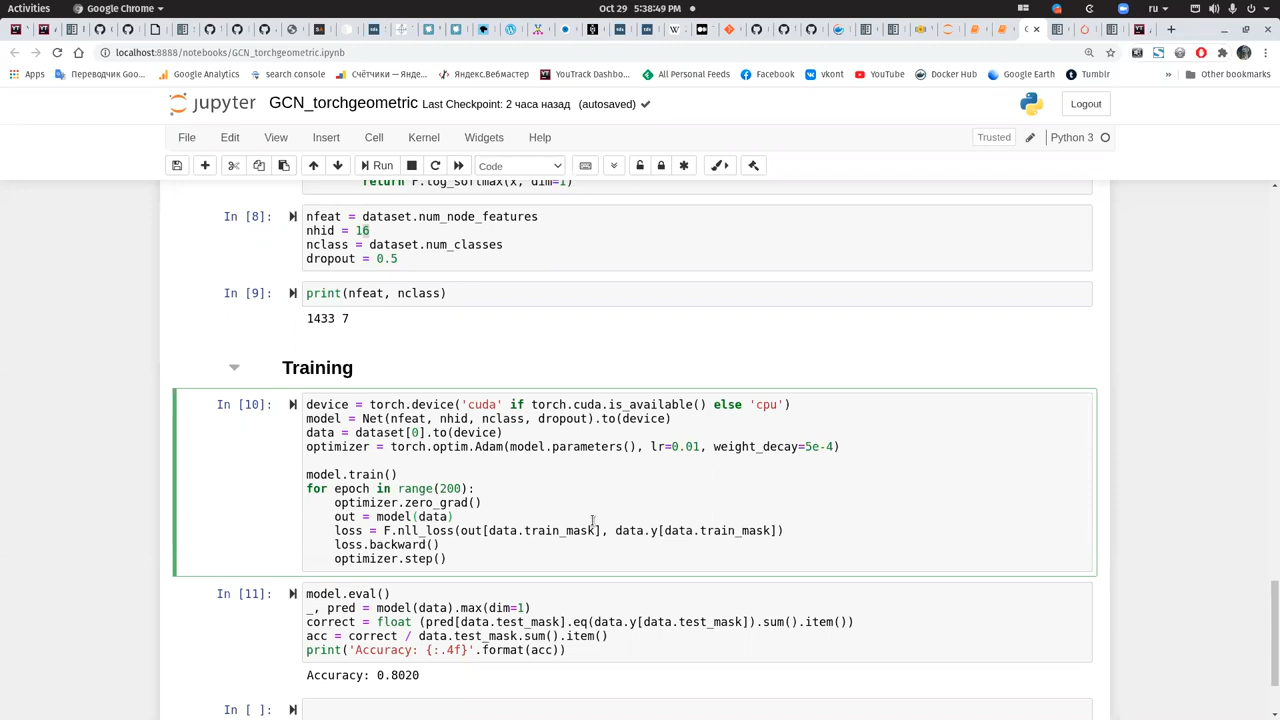 Activities
Google Chrome
Oct 29 5:38:49 PM
ru
localhost:8888/notebooks/GCN_torchgeometric.ipynb
Apps Переводчик Goo... Google Analytics search console Счётчики — Янде... Яндекс.Вебмастер YouTrack Dashbo... All Personal Feeds Facebook vkont YouTube Docker Hub Google Earth Tumblr » Other bookmarks
jupyter GCN_torchgeometric Last Checkpoint: 2 часа назад (autosaved) Logout
File Edit View Insert Cell Kernel Widgets Help Trusted Python 3
Run Code
return F.log_softmax(x, dim=1)
In [8]: nfeat = dataset.num_node_features
nhid = 16
nclass = dataset.num_classes
dropout = 0.5
In [9]: print(nfeat, nclass)
1433 7
Training
In [10]: device = torch.device('cuda' if torch.cuda.is_available() else 'cpu')
model = Net(nfeat, nhid, nclass, dropout).to(device)
data = dataset[0].to(device)
optimizer = torch.optim.Adam(model.parameters(), lr=0.01, weight_decay=5e-4)
model.train()
for epoch in range(200):
optimizer.zero_grad()
out = model(data)
loss = F.nll_loss(out[data.train_mask], data.y[data.train_mask])
loss.backward()
optimizer.step()
In [11]: model.eval()
_, pred = model(data).max(dim=1)
correct = float (pred[data.test_mask].eq(data.y[data.test_mask]).sum().item())
acc = correct / data.test_mask.sum().item()
print('Accuracy: {:.4f}'.format(acc))
Accuracy: 0.8020
In [ ]: